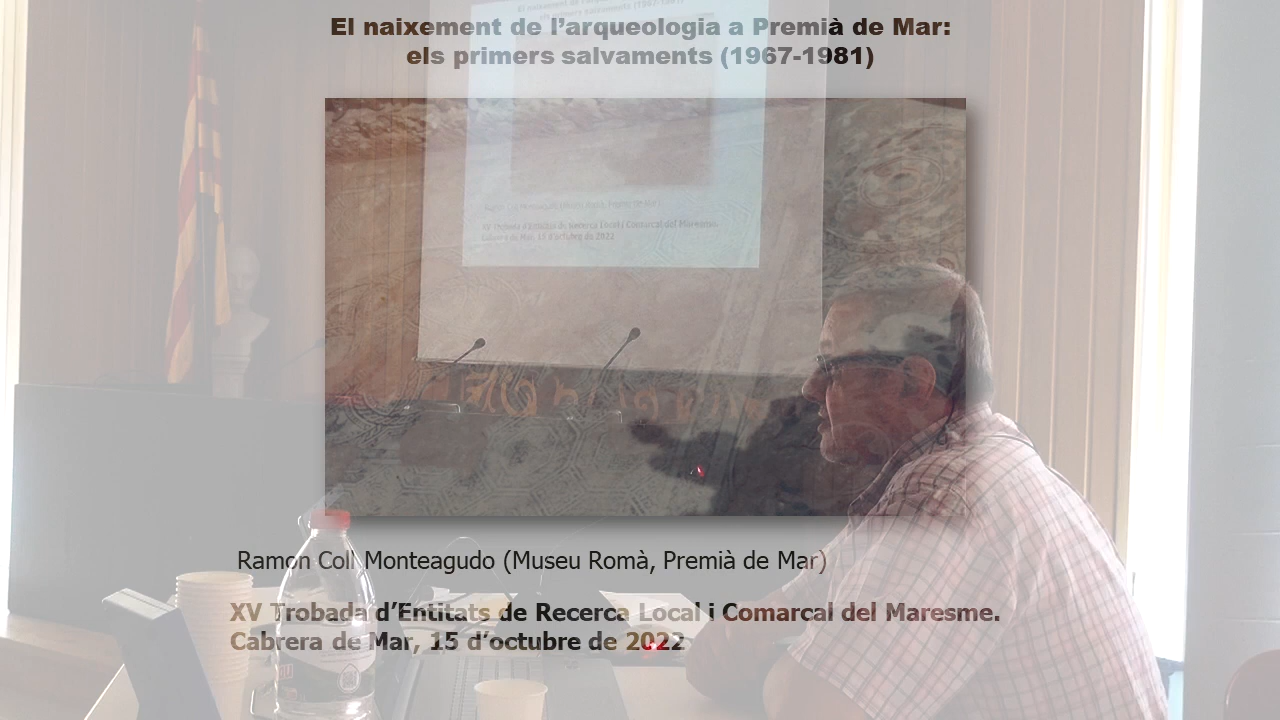 El naixement de l’arqueologia a Premià de Mar:
els primers salvaments (1967-1981)
Ramon Coll Monteagudo (Museu Romà, Premià de Mar)
XV Trobada d’Entitats de Recerca Local i Comarcal del Maresme.
Cabrera de Mar, 15 d’octubre de 2022